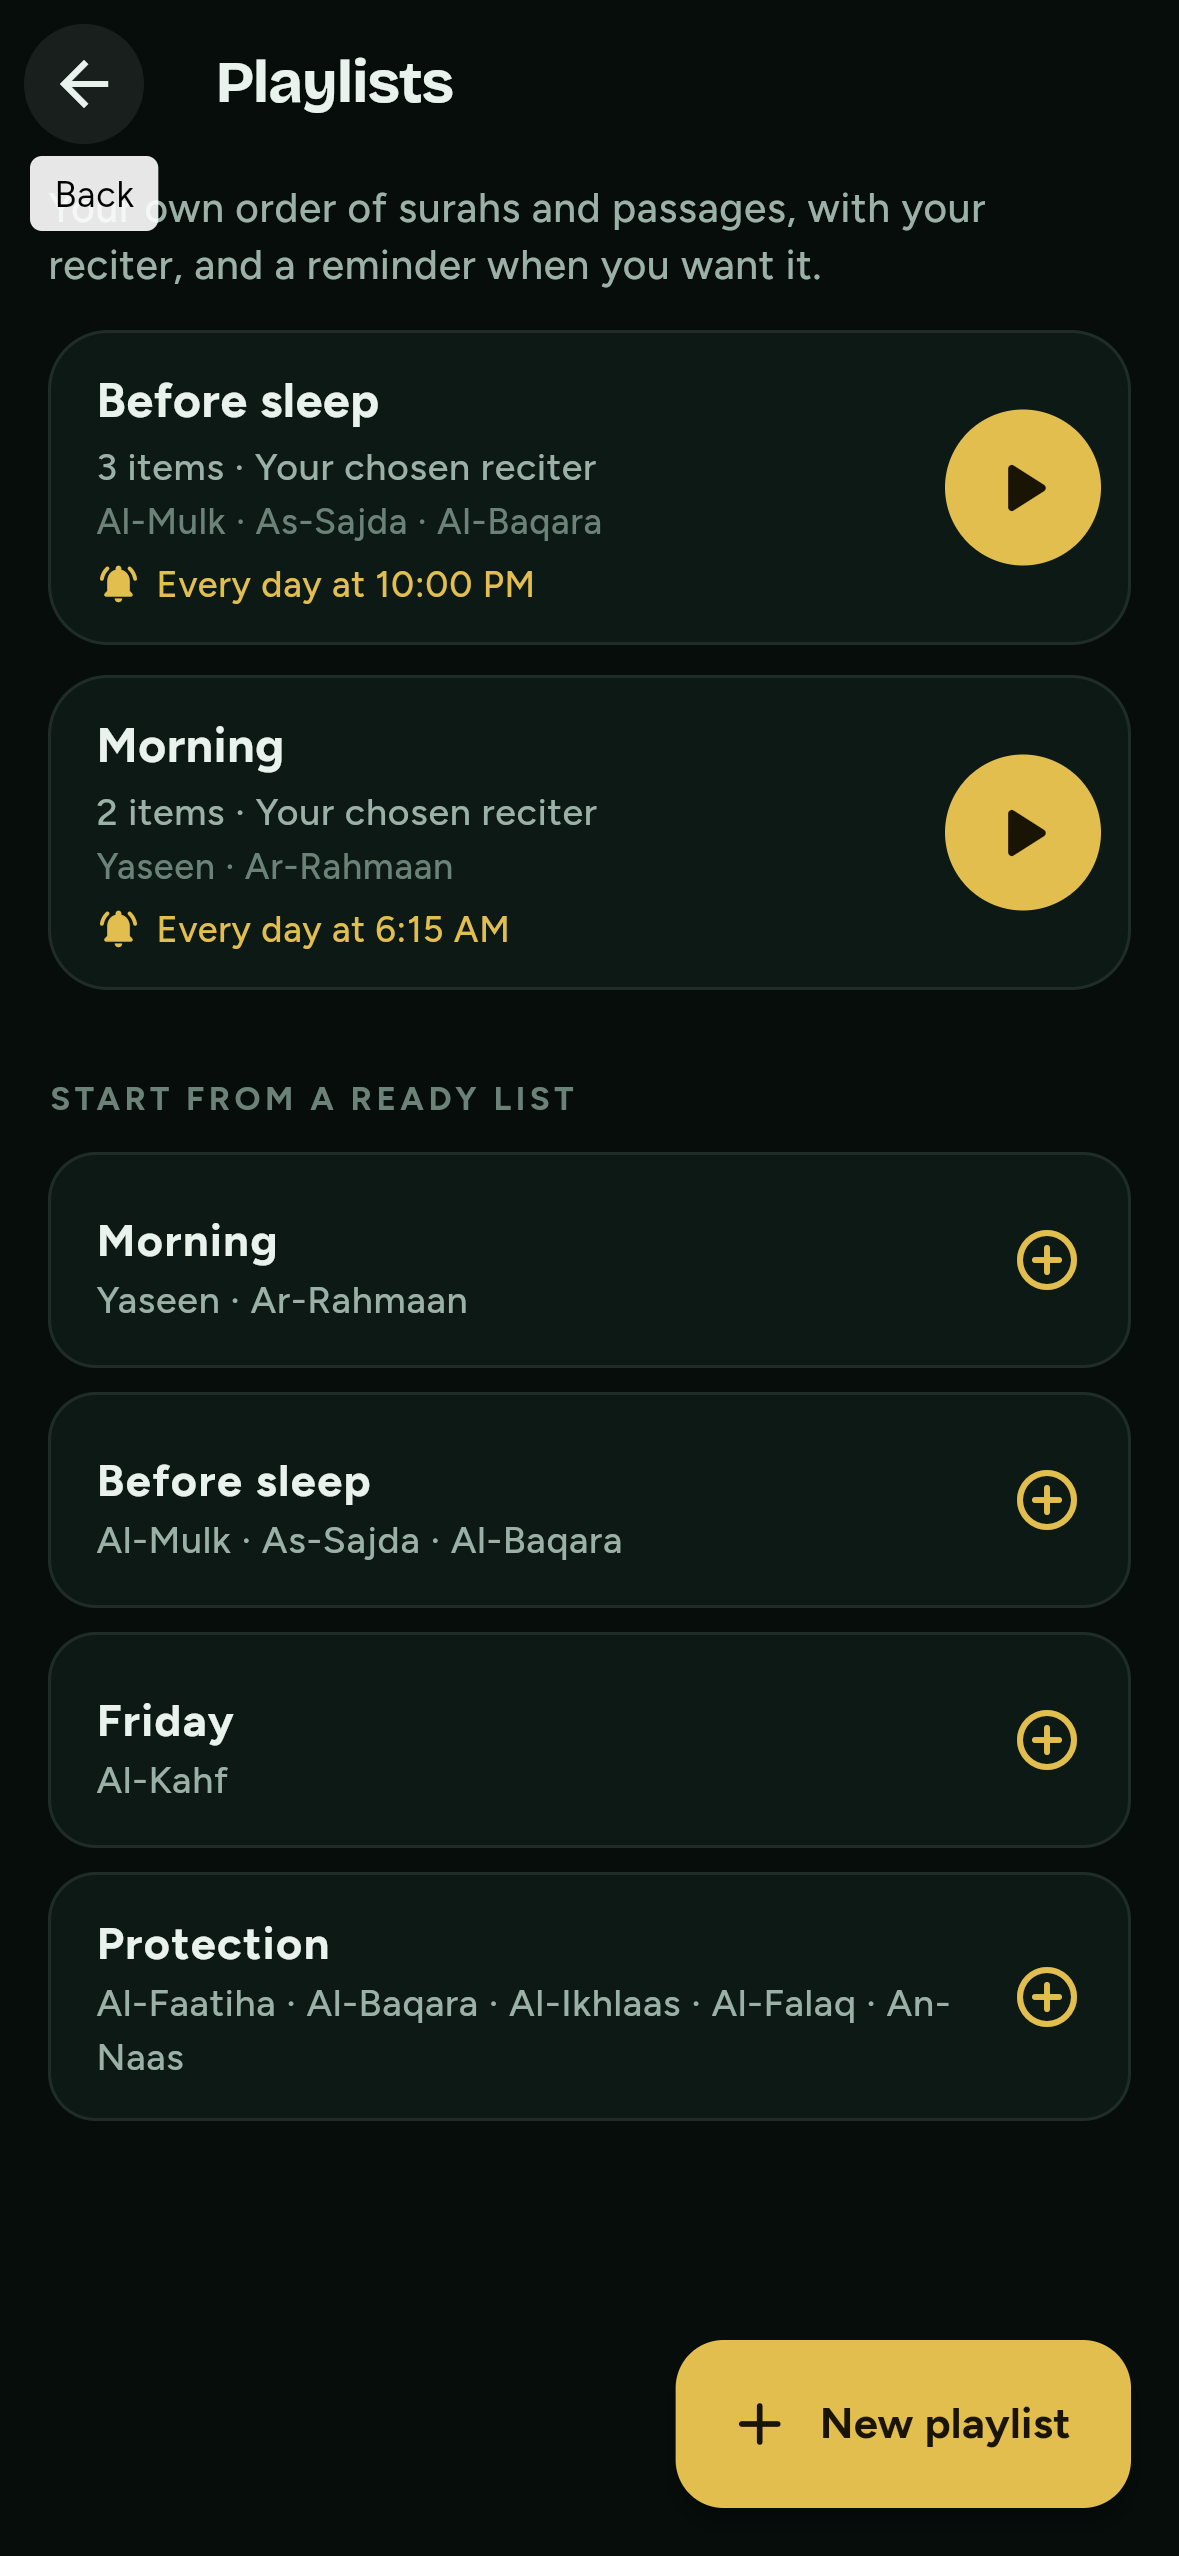 Playlists
Back
Your own order of surahs and passages, with your
reciter, and a reminder when you want it.
Before sleep
3 items · Your chosen reciter
Al-Mulk · As-Sajda · Al-Baqara
Every day at 10:00 PM
Morning
2 items · Your chosen reciter
Yaseen · Ar-Rahmaan
Every day at 6:15 AM
START FROM A READY LIST
Morning
Yaseen · Ar-Rahmaan
Before sleep
Al-Mulk · As-Sajda · Al-Baqara
Friday
Al-Kahf
Protection
Al-Faatiha · Al-Baqara · Al-Ikhlaas · Al-Falaq · An-
Naas
New playlist